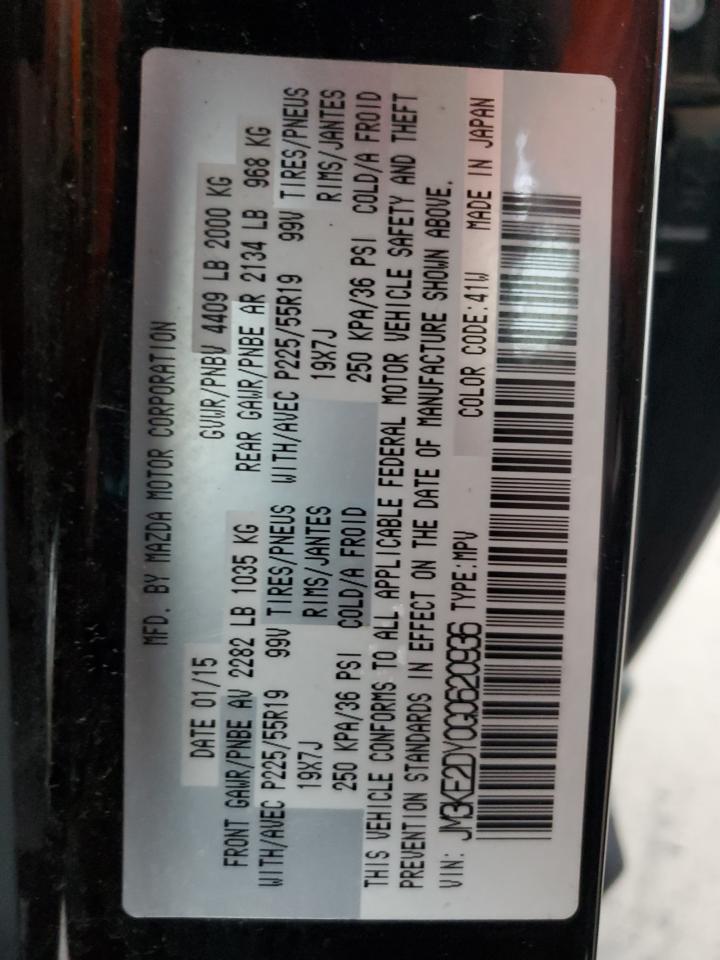 MFD. BY MAZDA MOTOR CORPORATION
DATE 01/15 GVWR/PNBV 4409 LB 2000 KG
FRONT GAWR/PNBE AV 2282 LB 1035 KG REAR GAWR/PNBE AR 2134 LB 968 KG
WITH/AVEC P225/55R19 99V TIRES/PNEUS WITH/AVEC P225/55R19 99V TIRES/PNEUS
19X7J RIMS/JANTES 19X7J RIMS/JANTES
250 KPA/36 PSI COLD/A FROID 250 KPA/36 PSI COLD/A FROID
THIS VEHICLE CONFORMS TO ALL APPLICABLE FEDERAL MOTOR VEHICLE SAFETY AND THEFT
PREVENTION STANDARDS IN EFFECT ON THE DATE OF MANUFACTURE SHOWN ABOVE.
VIN: JM3KE2DY0G0620936 TYPE:MPV COLOR CODE:41W MADE IN JAPAN